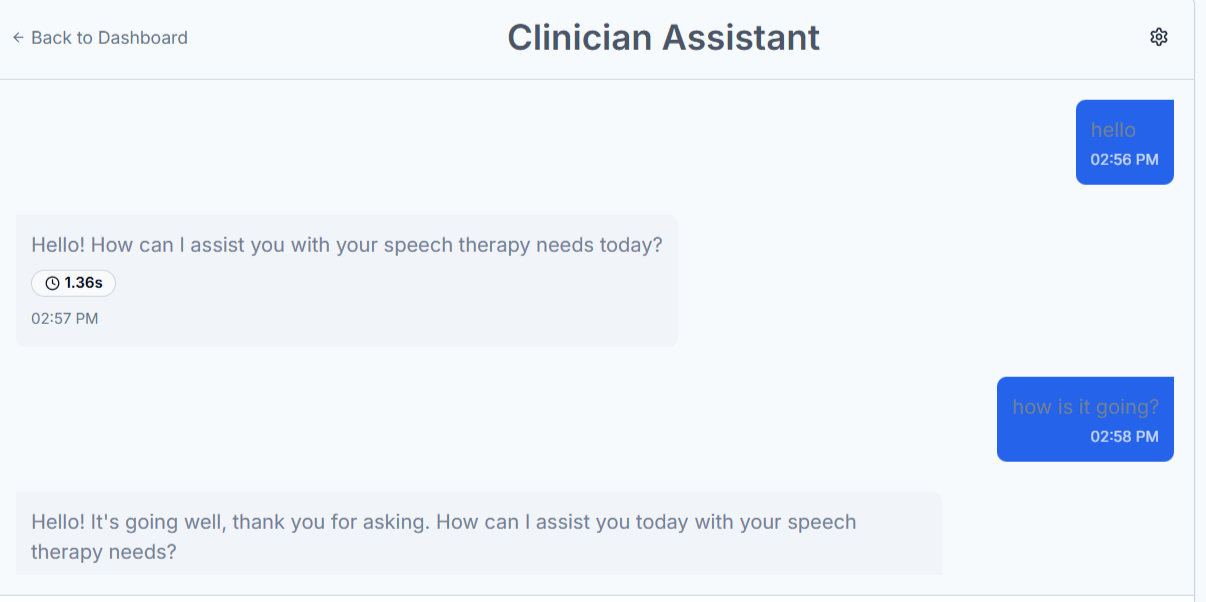 ← Back to Dashboard
Clinician Assistant
hello
02:56 PM
Hello! How can I assist you with your speech therapy needs today?
1.36s
02:57 PM
how is it going?
02:58 PM
Hello! It's going well, thank you for asking. How can I assist you today with your speech
therapy needs?